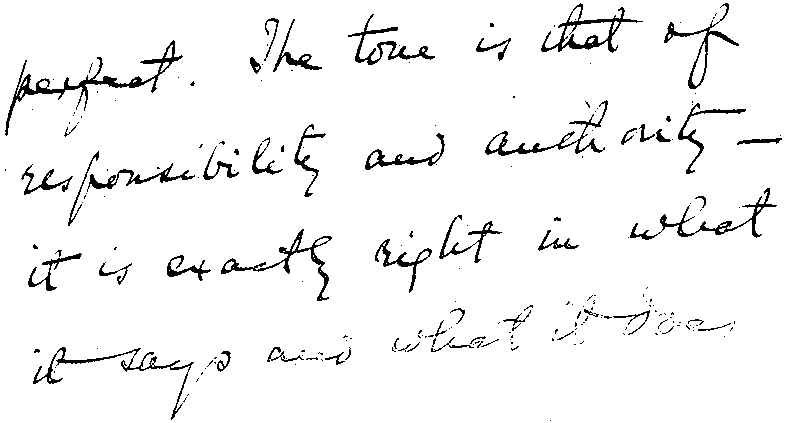 perfect. The tone is that of
responsibility and authority —
it is exactly right in what
it says and what it does